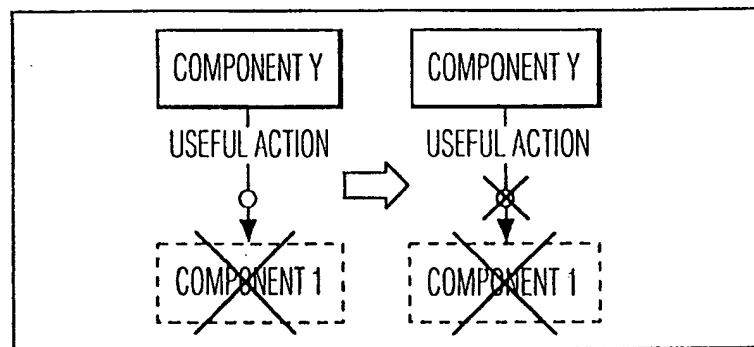 COMPONENT Y
USEFUL ACTION
COMPONENT 1
COMPONENT Y
USEFUL ACTION
COMPONENT 1